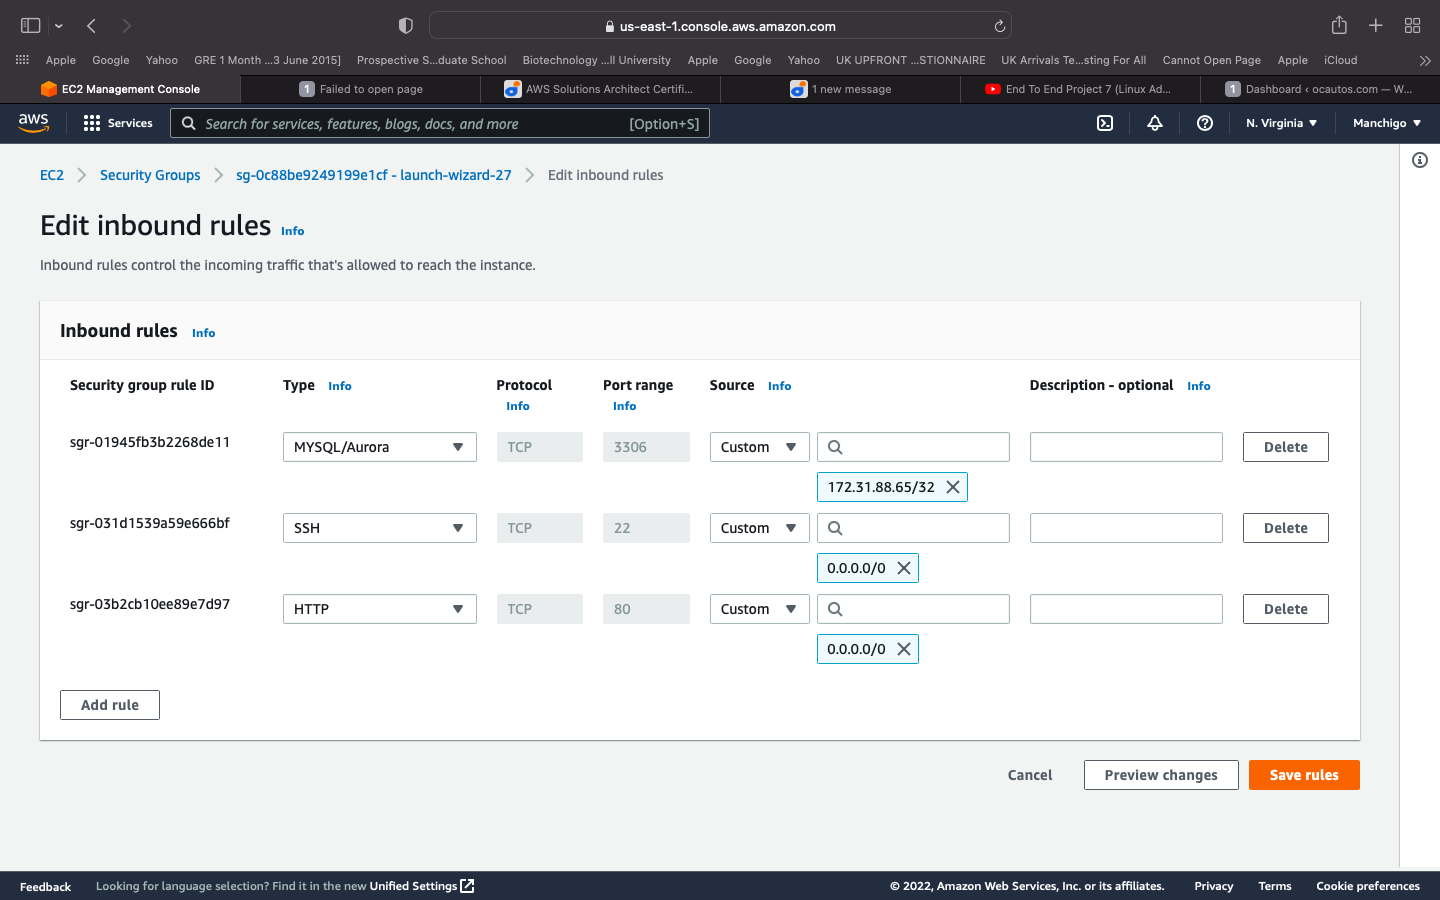 us-east-1.console.aws.amazon.com
Apple Google Yahoo GRE 1 Month ...3 June 2015] Prospective S...duate School Biotechnology ...ll University Apple Google Yahoo UK UPFRONT ...STIONNAIRE UK Arrivals Te...sting For All Cannot Open Page Apple iCloud
EC2 Management Console 1 Failed to open page AWS Solutions Architect Certifi... 1 new message End To End Project 7 (Linux Ad... 1 Dashboard ‹ ocautos.com — W...
aws Services Search for services, features, blogs, docs, and more [Option+S] N. Virginia Manchigo
EC2 Security Groups sg-0c88be9249199e1cf - launch-wizard-27 Edit inbound rules
Edit inbound rules Info
Inbound rules control the incoming traffic that's allowed to reach the instance.
Inbound rules Info
Security group rule ID Type Info Protocol Port range Source Info Description - optional Info
Info Info
sgr-01945fb3b2268de11 MYSQL/Aurora TCP 3306 Custom Delete
172.31.88.65/32
sgr-031d1539a59e666bf SSH TCP 22 Custom Delete
0.0.0.0/0
sgr-03b2cb10ee89e7d97 HTTP TCP 80 Custom Delete
0.0.0.0/0
Add rule
Cancel Preview changes Save rules
Feedback Looking for language selection? Find it in the new Unified Settings © 2022, Amazon Web Services, Inc. or its affiliates. Privacy Terms Cookie preferences